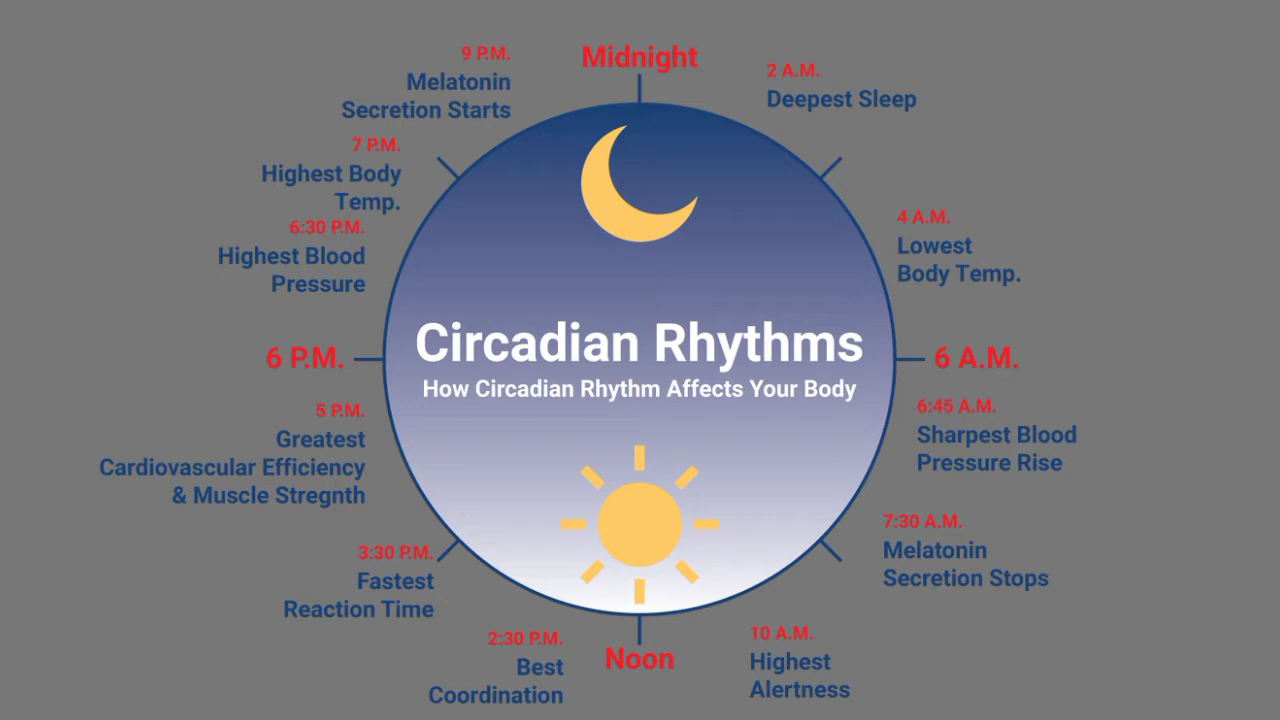 Midnight
2 A.M.
Deepest Sleep
4 A.M.
Lowest
Body Temp.
6 A.M.
6:45 A.M.
Sharpest Blood
Pressure Rise
7:30 A.M.
Melatonin
Secretion Stops
10 A.M.
Highest
Alertness
Noon
2:30 P.M.
Best
Coordination
3:30 P.M.
Fastest
Reaction Time
5 P.M.
Greatest
Cardiovascular Efficiency
& Muscle Stregnth
6 P.M.
6:30 P.M.
Highest Blood
Pressure
7 P.M.
Highest Body
Temp.
9 P.M.
Melatonin
Secretion Starts
Circadian Rhythms
How Circadian Rhythm Affects Your Body